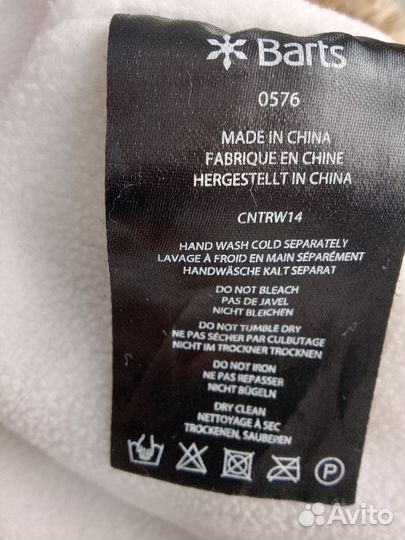 Barts
0576
MADE IN CHINA
FABRIQUE EN CHINE
HERGESTELLT IN CHINA
CNTRW14
HAND WASH COLD SEPARATELY
LAVAGE À FROID EN MAIN SÉPARÉMENT
HANDWÄSCHE KALT SEPARAT
DO NOT BLEACH
PAS DE JAVEL
NICHT BLEICHEN
DO NOT TUMBLE DRY
NE PAS SÉCHER PAR CULBUTAGE
NICHT IM TROCKNER TROCKNEN
DO NOT IRON
NE PAS REPASSER
NICHT BÜGELN
DRY CLEAN
NETTOYAGE À SEC
TROCKENEN, SAUBEREN
P
Avito